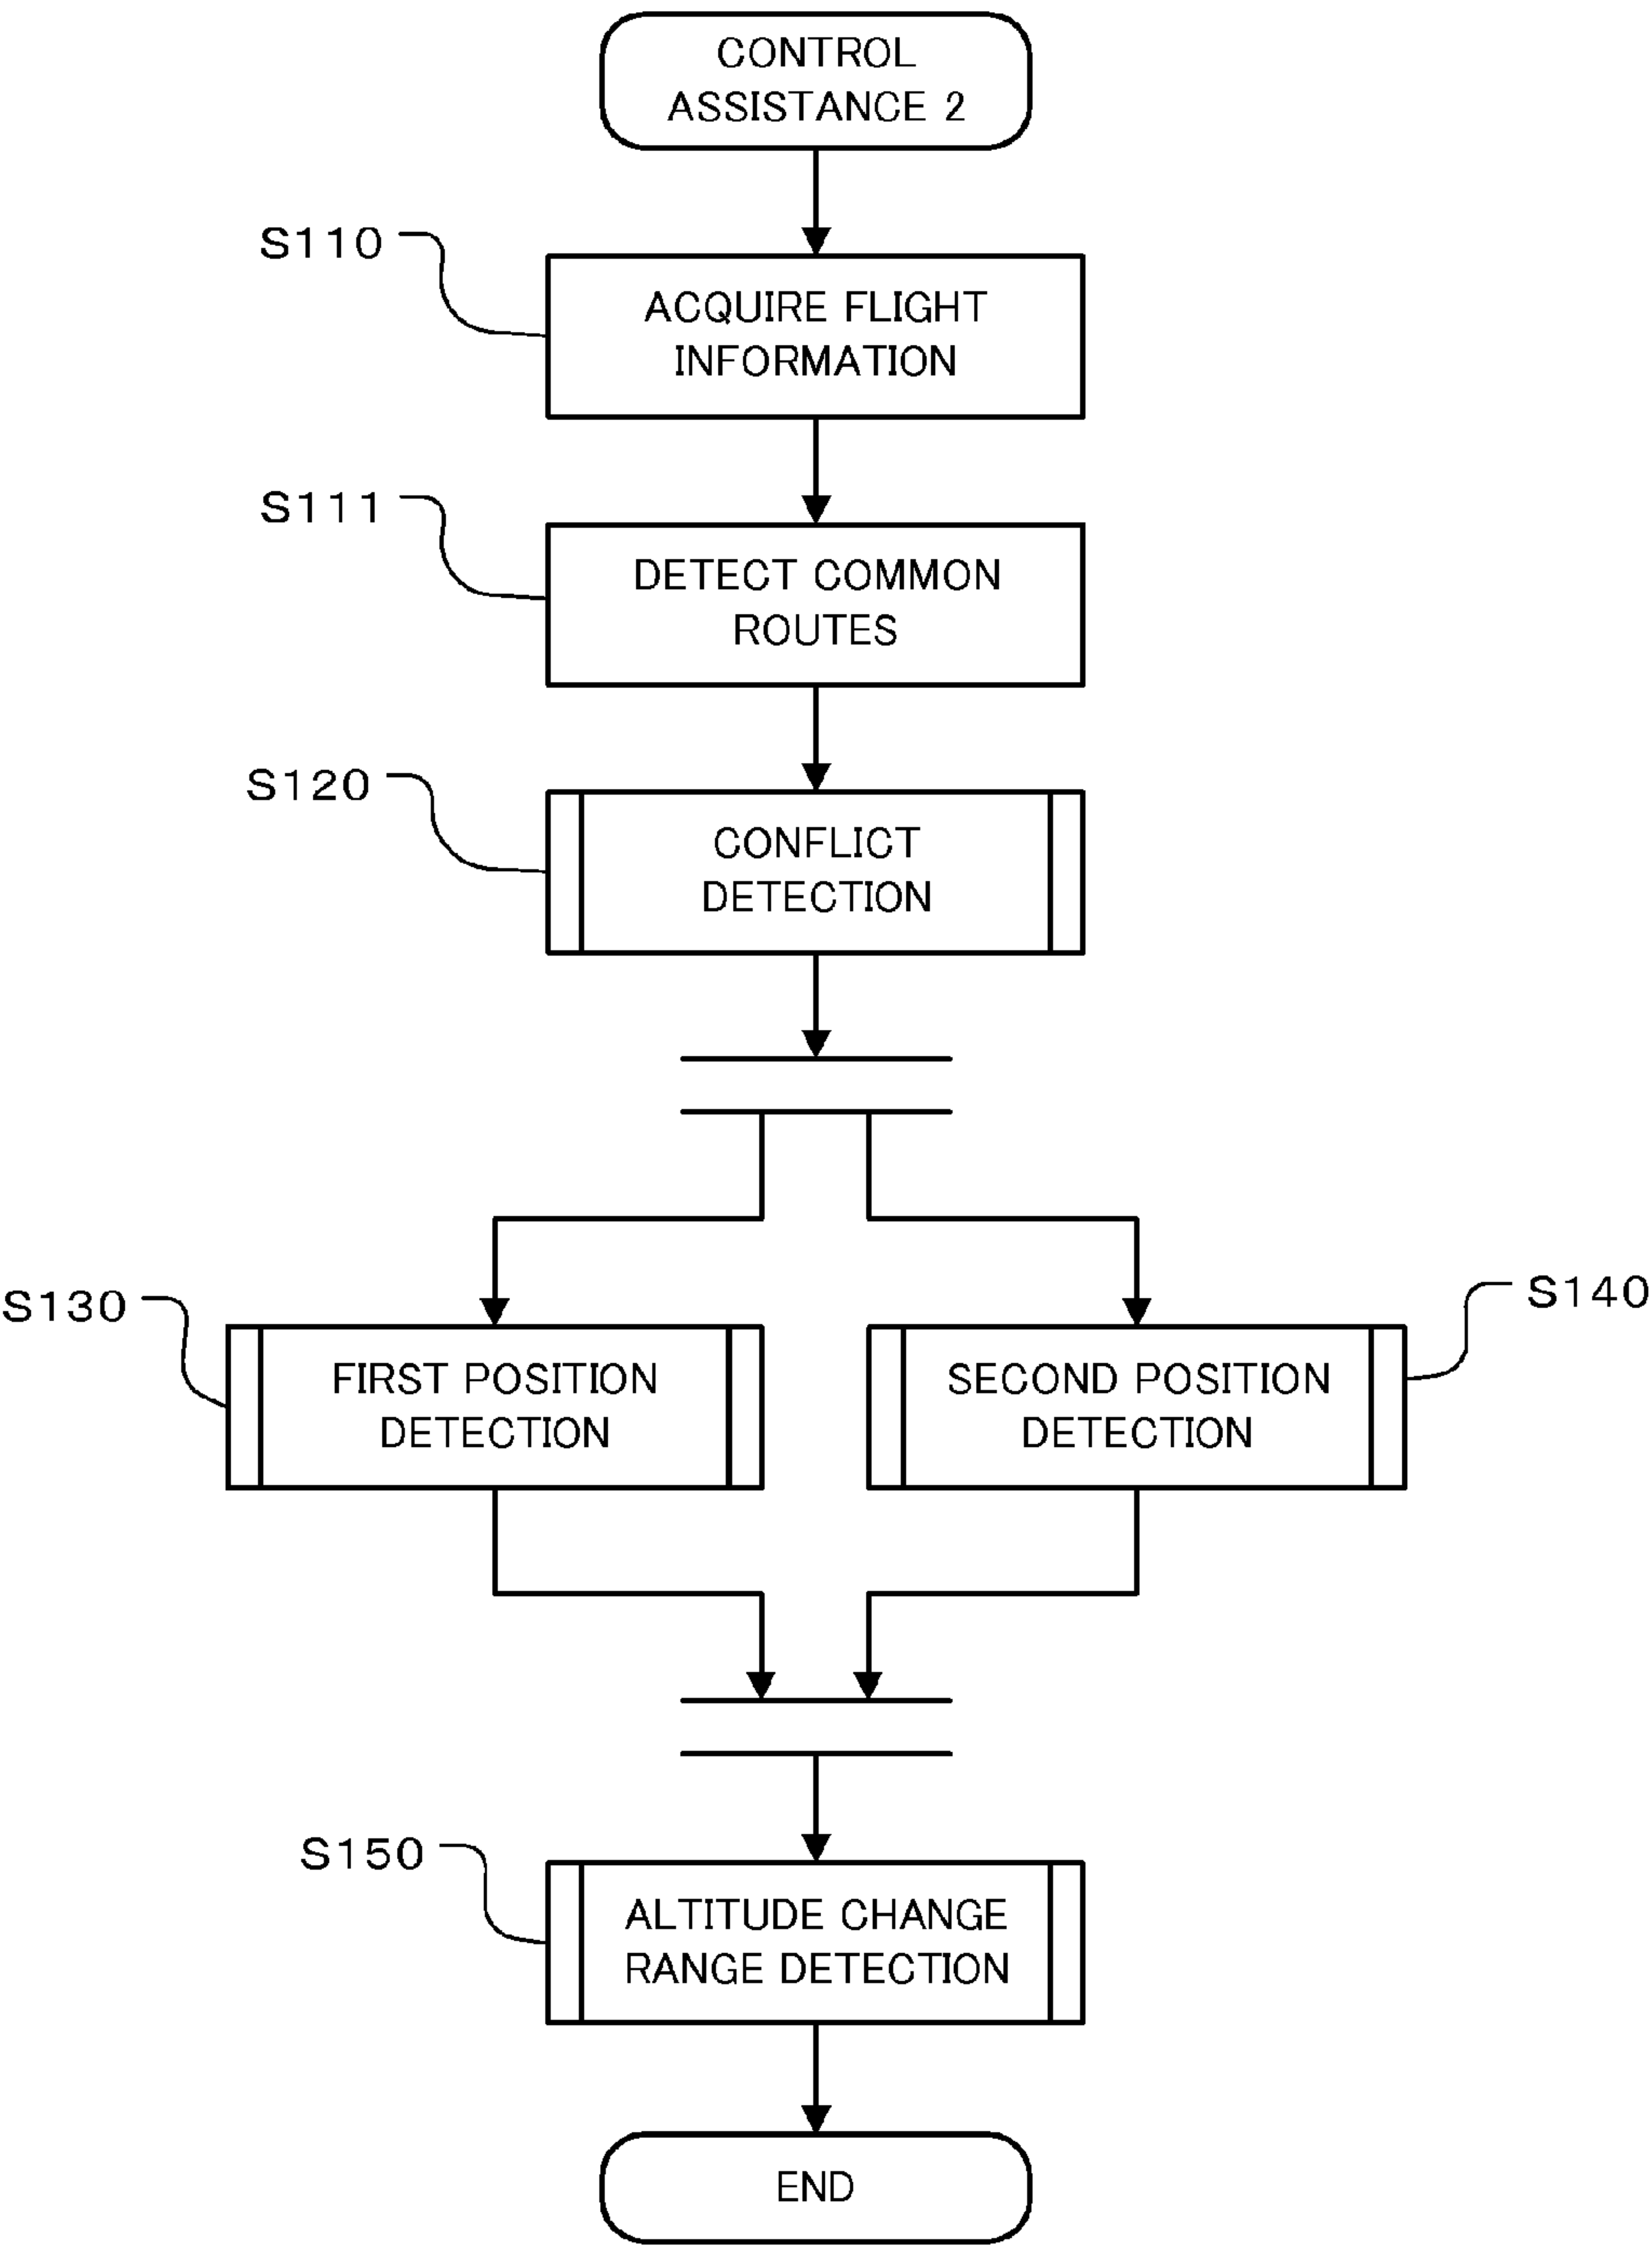 CONTROL
ASSISTANCE 2
S110
ACQUIRE FLIGHT
INFORMATION
S111
DETECT COMMON
ROUTES
S120
CONFLICT
DETECTION
S130
FIRST POSITION
DETECTION
S140
SECOND POSITION
DETECTION
S150
ALTITUDE CHANGE
RANGE DETECTION
END